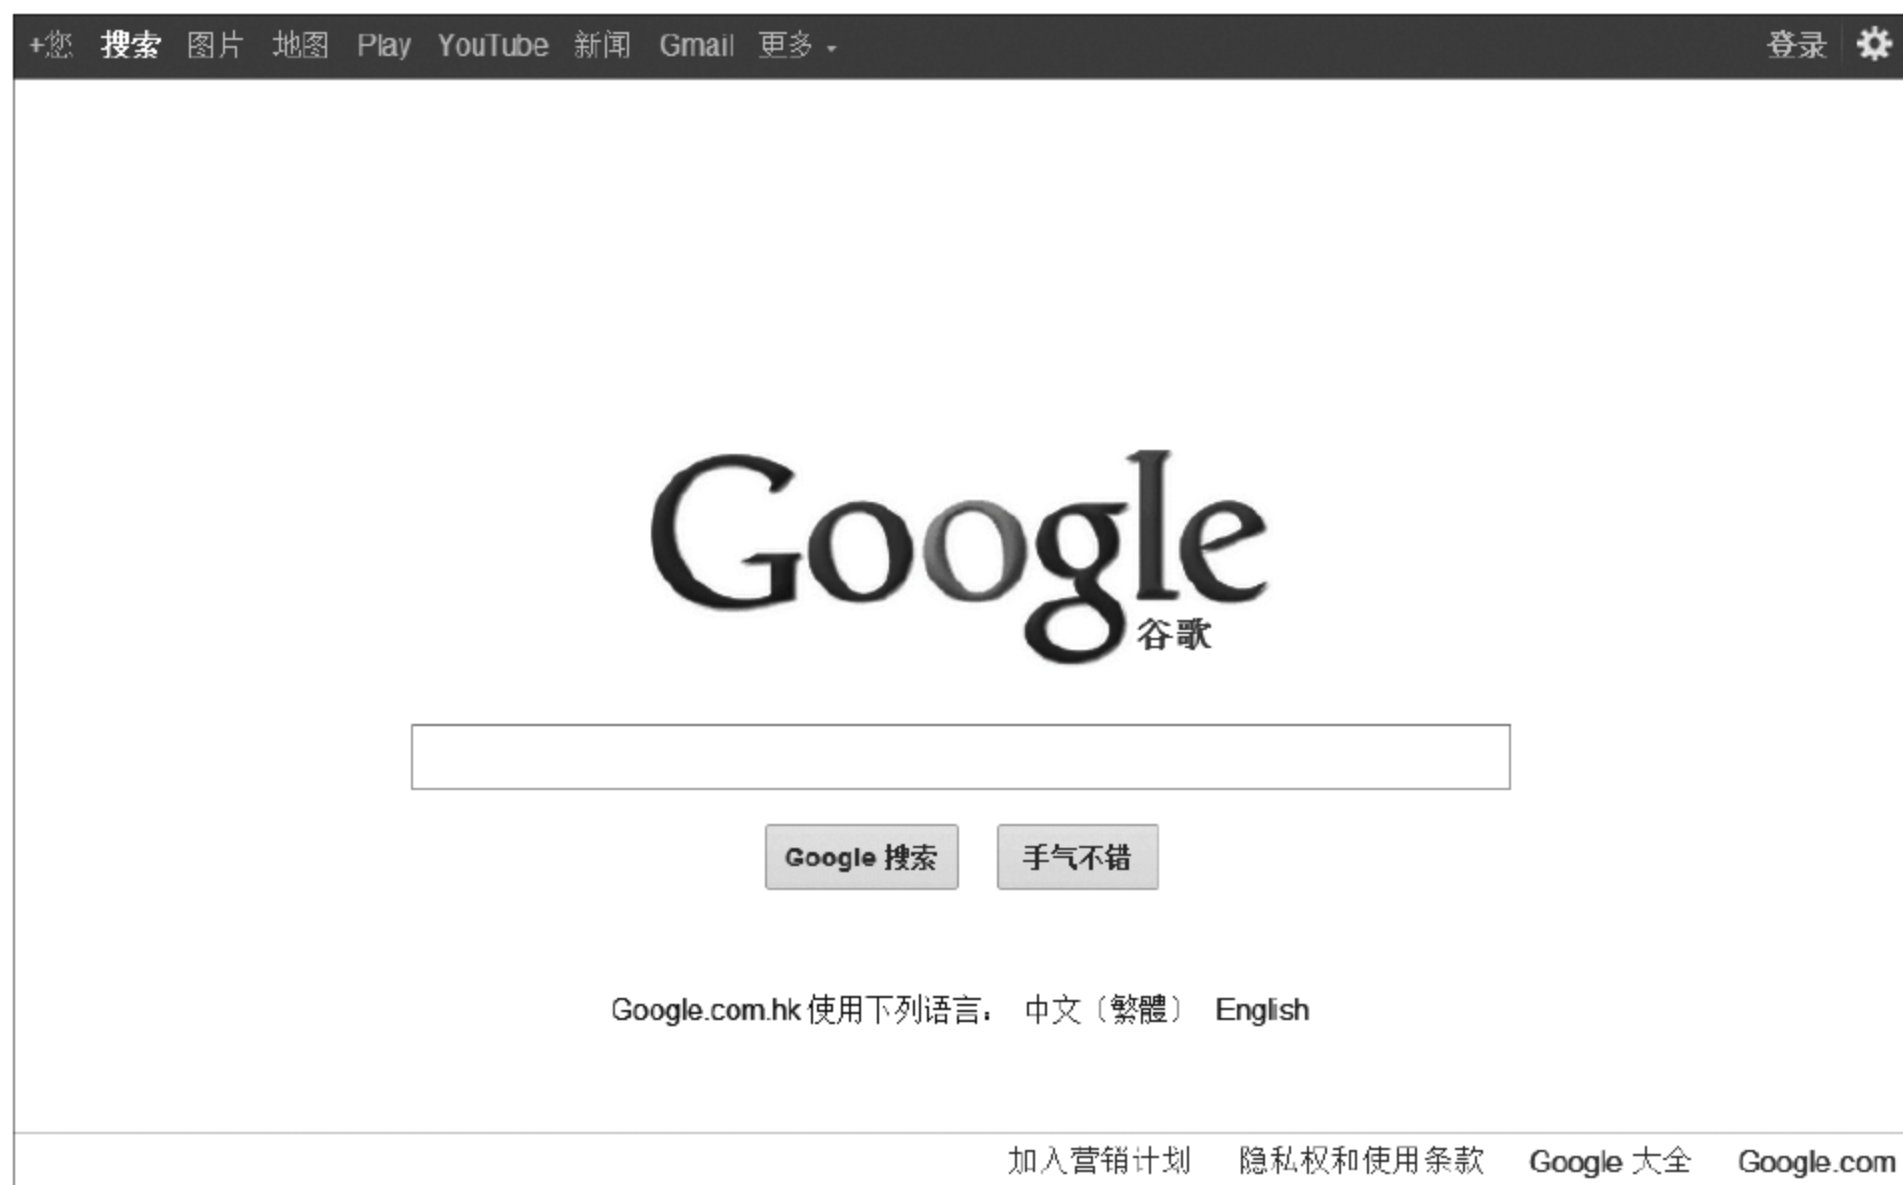 +您 搜索 图片 地图 Play YouTube 新闻 Gmail 更多 登录
Google
谷歌
Google 搜索 手气不错
Google.com.hk 使用下列语言： 中文（繁體） English
加入营销计划 隐私权和使用条款 Google 大全 Google.com